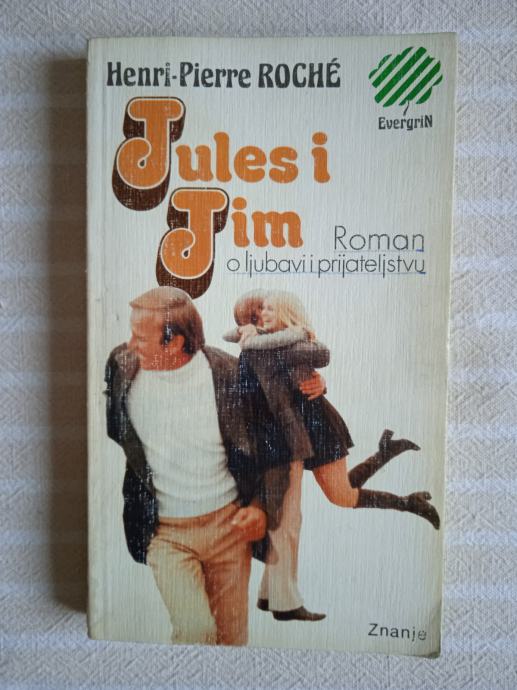 Henri-Pierre ROCHÉ
EvergriN
Jules i
Jim
Roman
o ljubavi i prijateljstvu
Znanje